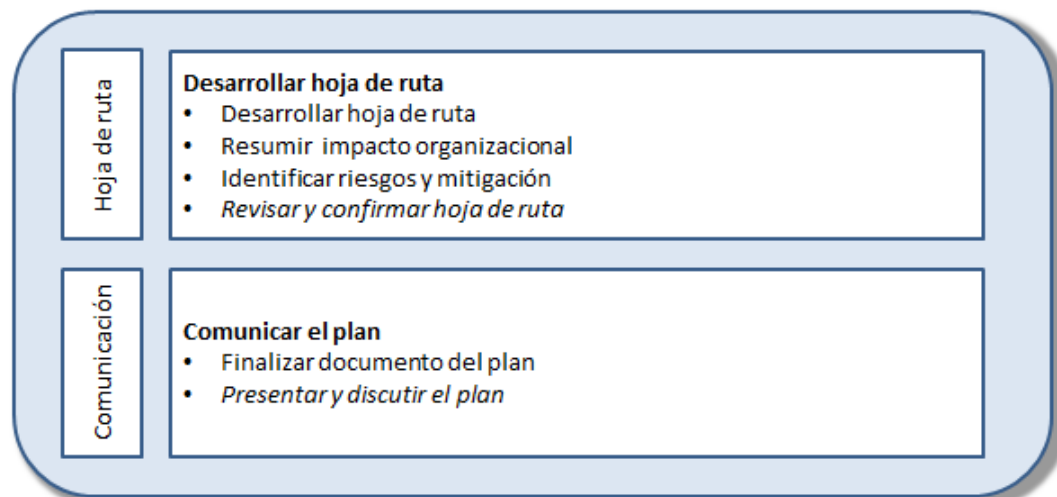 Hoja de ruta
Desarrollar hoja de ruta
• Desarrollar hoja de ruta
• Resumir impacto organizacional
• Identificar riesgos y mitigación
• Revisar y confirmar hoja de ruta
Comunicación
Comunicar el plan
• Finalizar documento del plan
• Presentar y discutir el plan